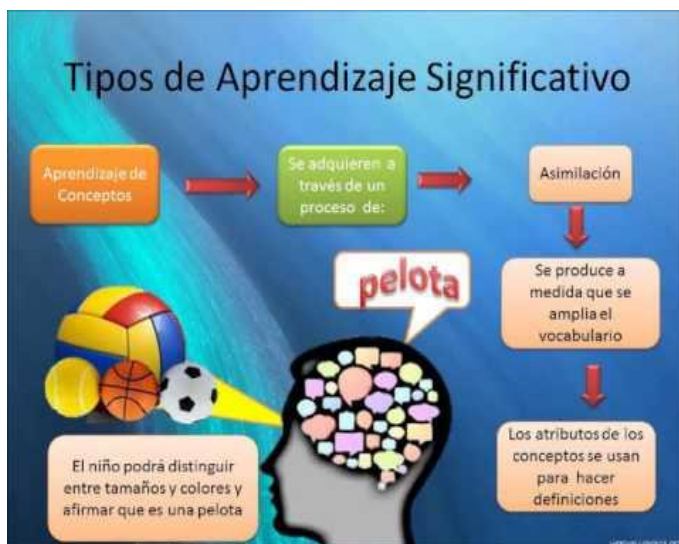 Tipos de Aprendizaje Significativo
Aprendizaje de
Conceptos
Se adquieren a
través de un
proceso de:
Asimilación
pelota
Se produce a
medida que se
amplia el
vocabulario
El niño podrá distinguir
entre tamaños y colores y
afirmar que es una pelota
Los atributos de los
conceptos se usan
para hacer
definiciones